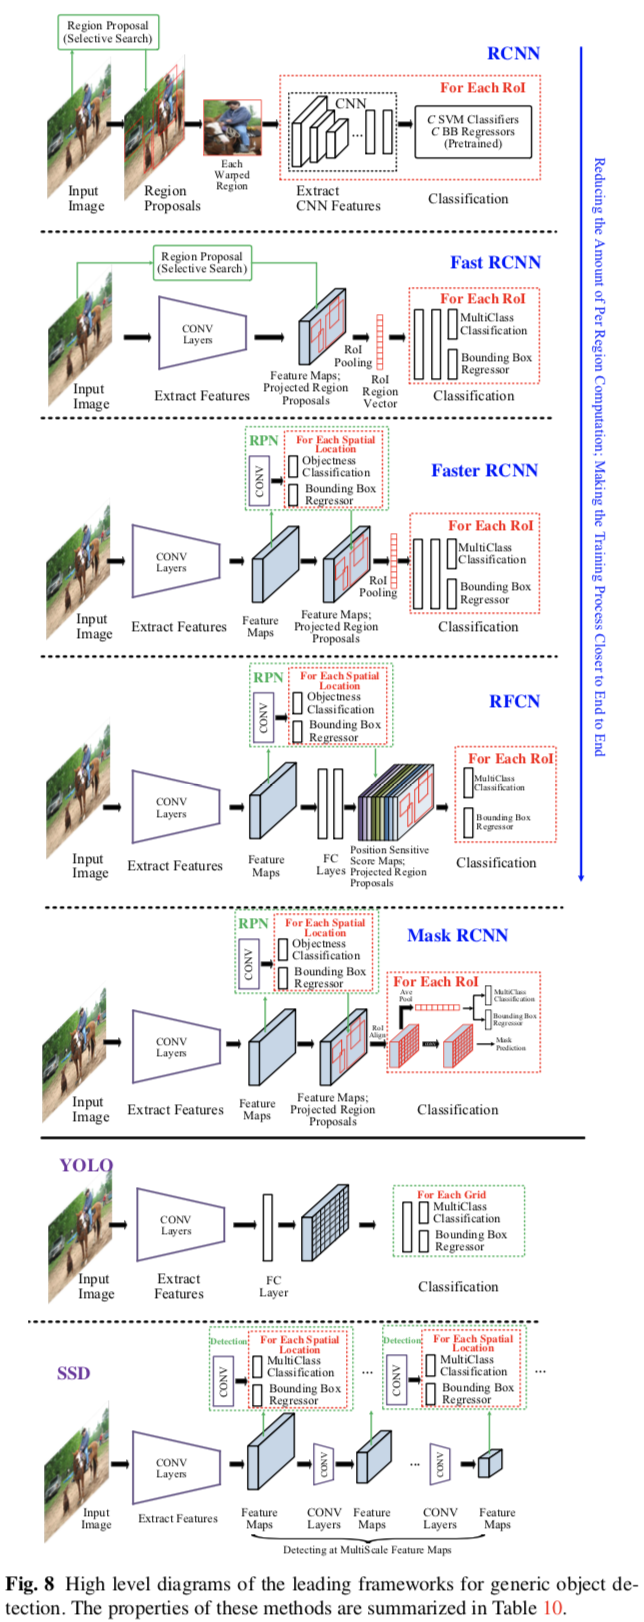 Region Proposal
(Selective Search)
RCNN
For Each RoI
CNN
...
C SVM Classifiers
C BB Regressors
(Pretrained)
Input
Image
Region
Proposals
Each
Warped
Region
Extract
CNN Features
Classification
Reducing the Amount of Per Region Computation; Making the Training Process Closer to End to End
Region Proposal
(Selective Search)
Fast RCNN
For Each RoI
CONV
Layers
MultiClass
Classification
Bounding Box
Regressor
RoI
Pooling
Input
Image
Extract Features
Feature Maps;
Projected Region
Proposals
RoI
Region
Vector
Classification
RPN
For Each Spatial
Location
CONV
Objectness
Classification
Bounding Box
Regressor
Faster RCNN
For Each RoI
CONV
Layers
MultiClass
Classification
Bounding Box
Regressor
RoI
Pooling
Input
Image
Extract Features
Feature
Maps
Feature Maps;
Projected Region
Proposals
Classification
RPN
For Each Spatial
Location
CONV
Objectness
Classification
Bounding Box
Regressor
RFCN
For Each RoI
CONV
Layers
MultiClass
Classification
Bounding Box
Regressor
Input
Image
Extract Features
Feature
Maps
FC
Layes
Position Sensitive
Score Maps;
Projected Region
Proposals
Classification
RPN
For Each Spatial
Location
CONV
Objectness
Classification
Bounding Box
Regressor
Mask RCNN
For Each RoI
Ave
Pool
MultiClass
Classification
Bounding Box
Regressor
CONV
Layers
RoI
Align
Mask
Prediction
Input
Image
Extract Features
Feature
Maps
Feature Maps;
Projected Region
Proposals
Classification
YOLO
CONV
Layers
For Each Grid
MultiClass
Classification
Bounding Box
Regressor
Input
Image
Extract
Features
FC
Layer
Classification
SSD
Detection
For Each Spatial
Location
CONV
MultiClass
Classification
Bounding Box
Regressor
...
Detection
For Each Spatial
Location
CONV
MultiClass
Classification
Bounding Box
Regressor
...
CONV
Layers
CONV
...
CONV
Input
Image
Extract Features
Feature
Maps
CONV
Layers
Feature
Maps
CONV
Layers
Feature
Maps
Detecting at MultiScale Feature Maps
Fig. 8 High level diagrams of the leading frameworks for generic object de-
tection. The properties of these methods are summarized in Table 10.